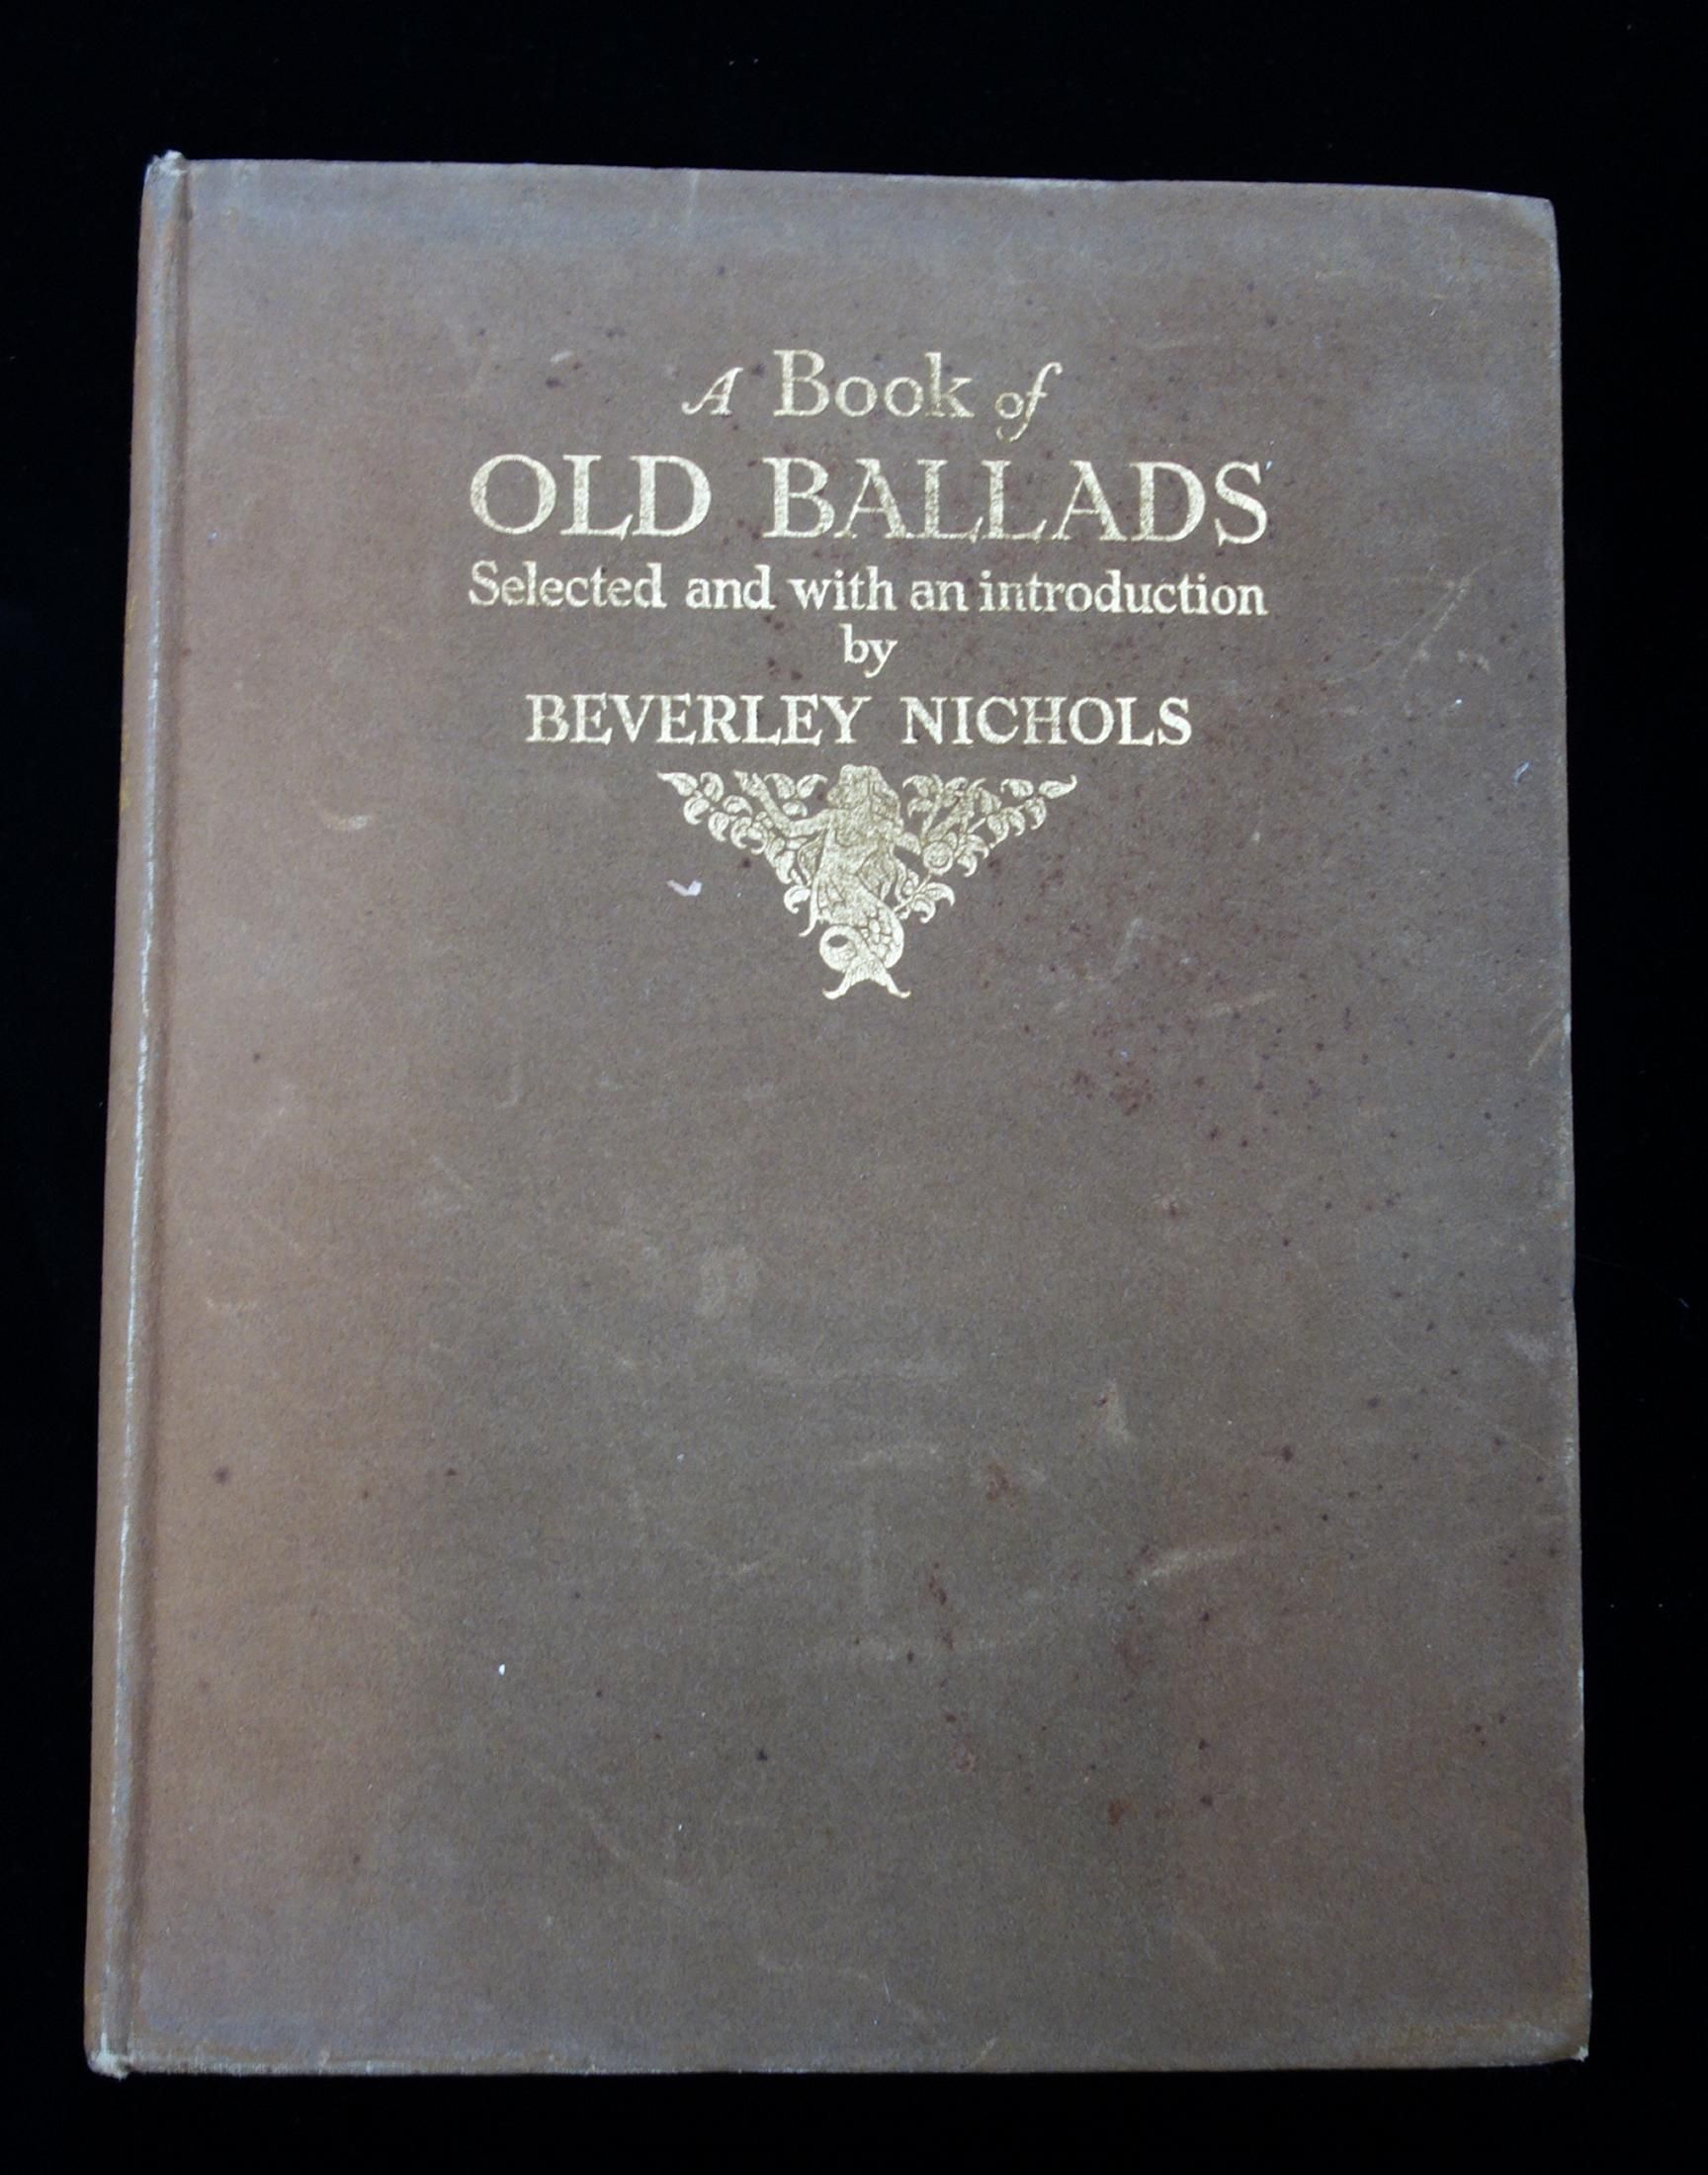 A Book of
OLD BALLADS
Selected and with an introduction
by
BEVERLEY NICHOLS